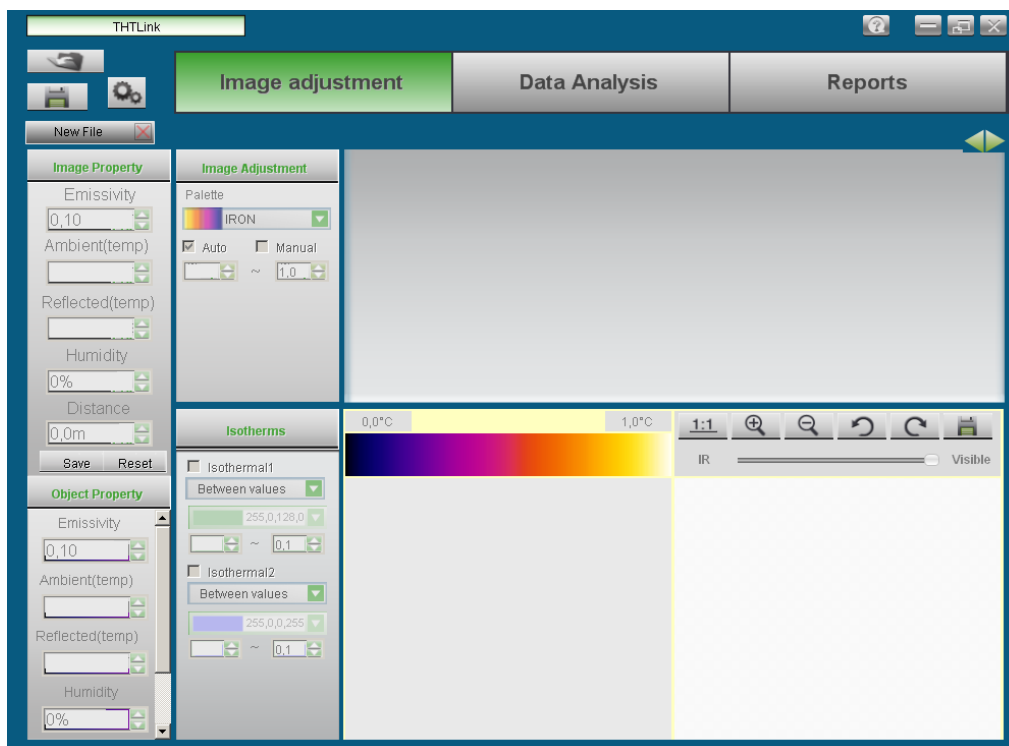 THTLink
Image adjustment
Data Analysis
Reports
New File
Image Property
Emissivity
0,10
Ambient(temp)
Reflected(temp)
Humidity
0%
Distance
0,0m
Save Reset
Image Adjustment
Palette
IRON
Auto Manual
~ 1,0
Object Property
Emissivity
0,10
Ambient(temp)
Reflected(temp)
Humidity
0%
Isotherms
Isothermal1
Between values
255,0,128,0
~ 0,1
Isothermal2
Between values
255,0,0,255
~ 0,1
0,0°C 1,0°C
1:1
IR Visible